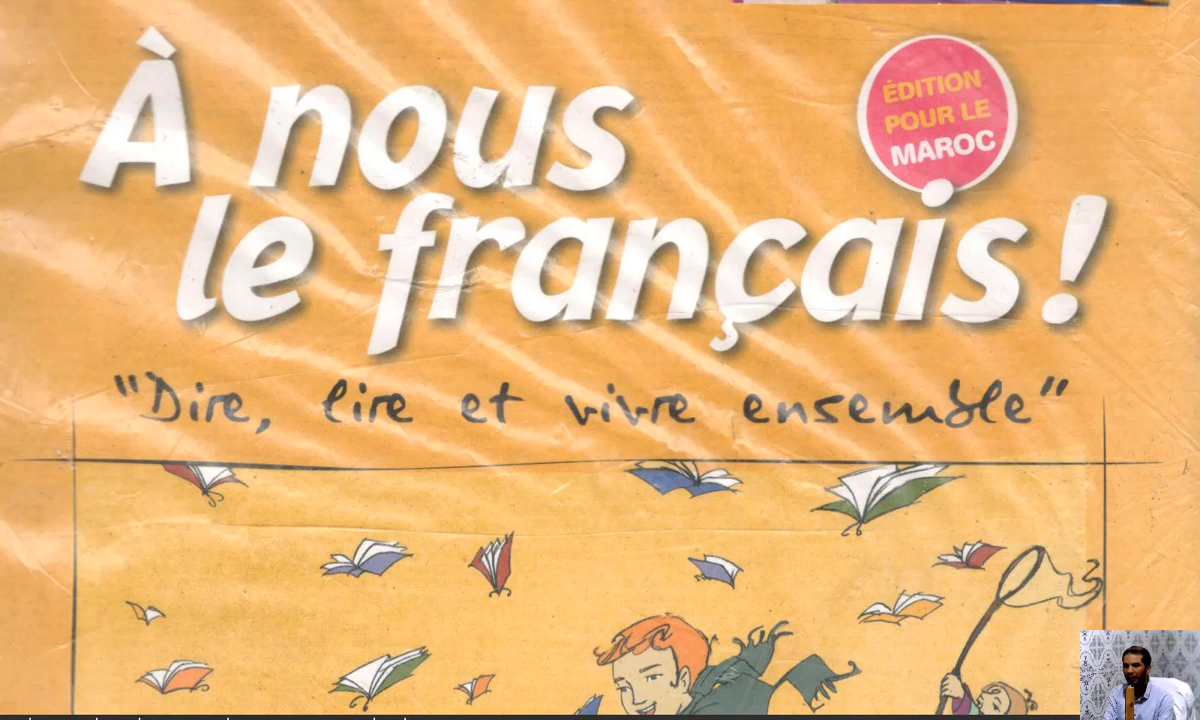 À nous
le français !
ÉDITION
POUR LE
MAROC
"Dire, lire et vivre ensemble"